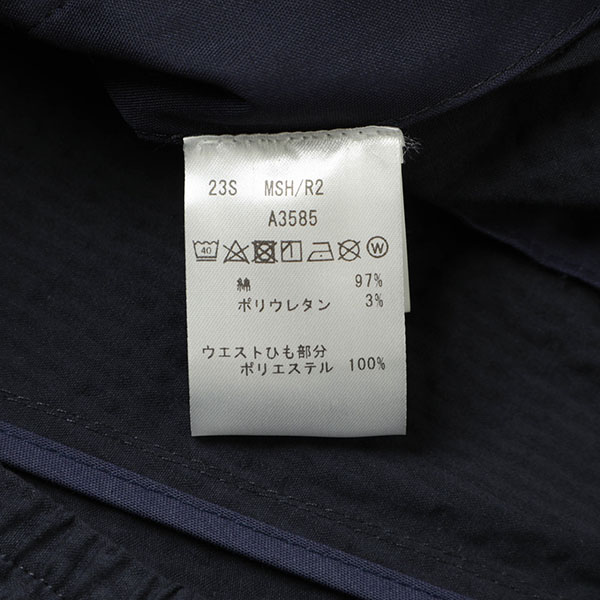 23S MSH/R2
A3585
40 W
綿 97%
ポリウレタン 3%
ウエストひも部分
ポリエステル 100%